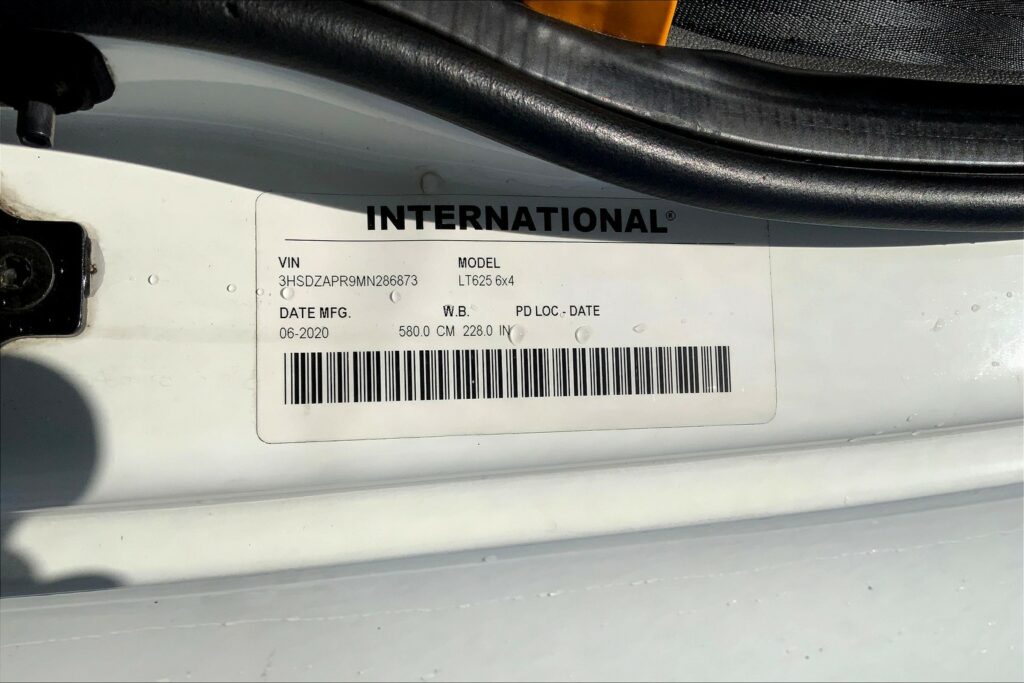 INTERNATIONAL®
VIN MODEL
3HSDZAPR9MN286873 LT625 6x4
DATE MFG. W.B. PD LOC.- DATE
06-2020 580.0 CM 228.0 IN